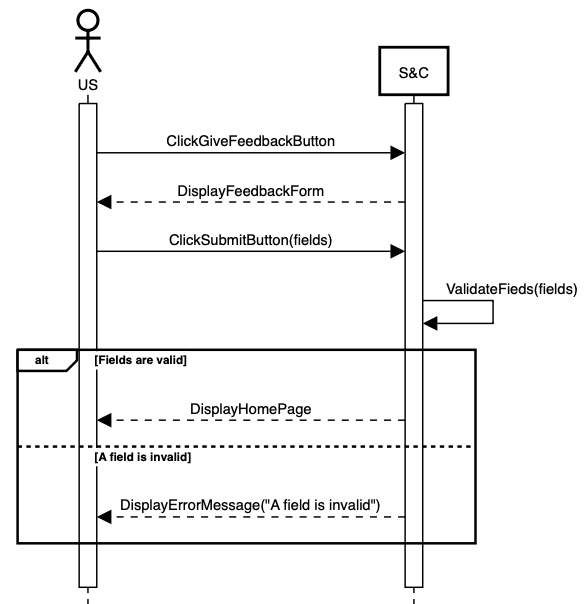 US
S&C
ClickGiveFeedbackButton
DisplayFeedbackForm
ClickSubmitButton(fields)
ValidateFieds(fields)
alt
[Fields are valid]
DisplayHomePage
[A field is invalid]
DisplayErrorMessage("A field is invalid")